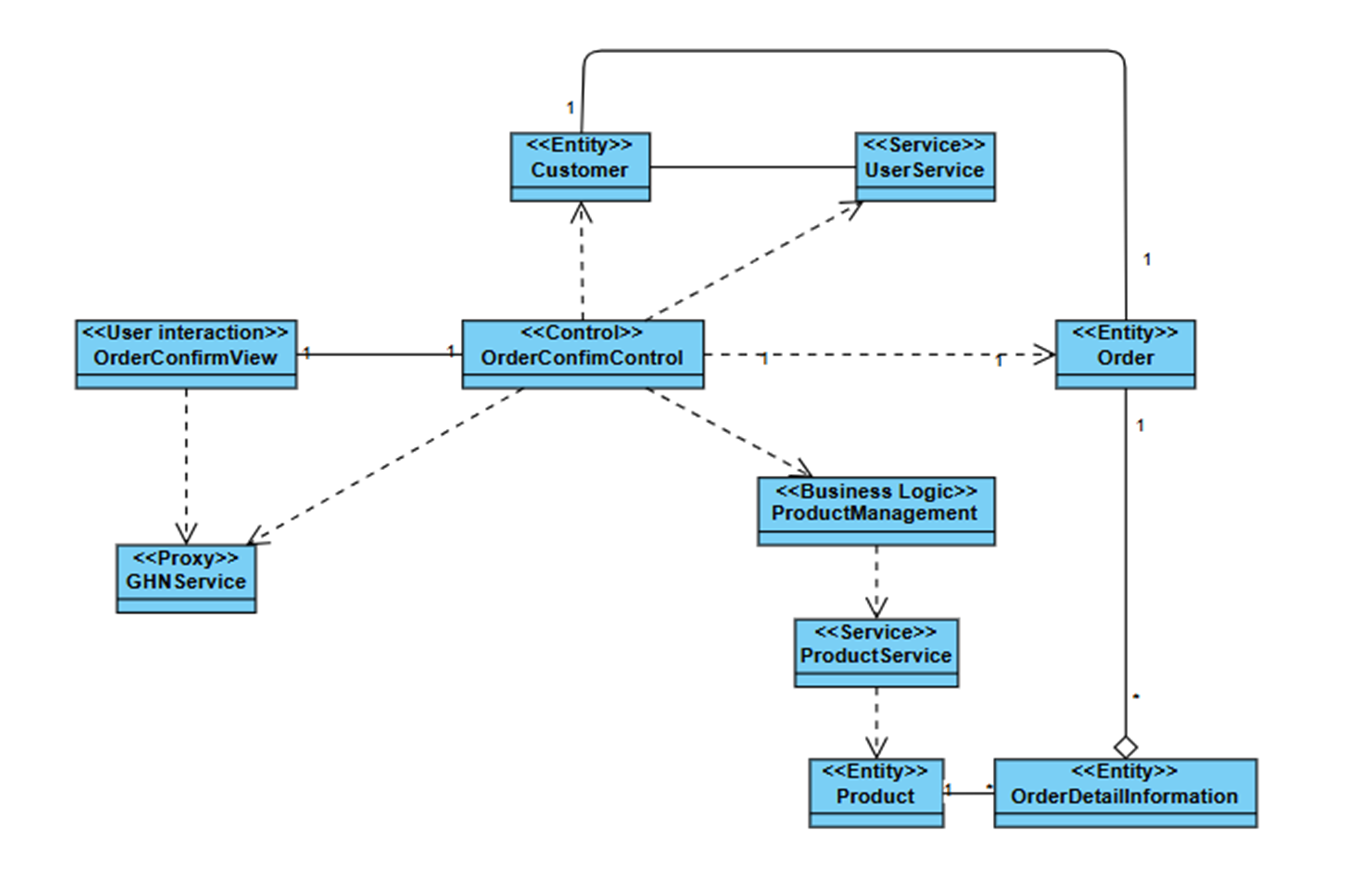 1
<<Entity>>
Customer
<<Service>>
UserService
1
<<User interaction>>
OrderConfirmView
1
1
<<Control>>
OrderConfimControl
1
1
<<Entity>>
Order
1
<<Business Logic>>
ProductManagement
<<Proxy>>
GHNService
<<Service>>
ProductService
*
<<Entity>>
Product
1
*
<<Entity>>
OrderDetailInformation